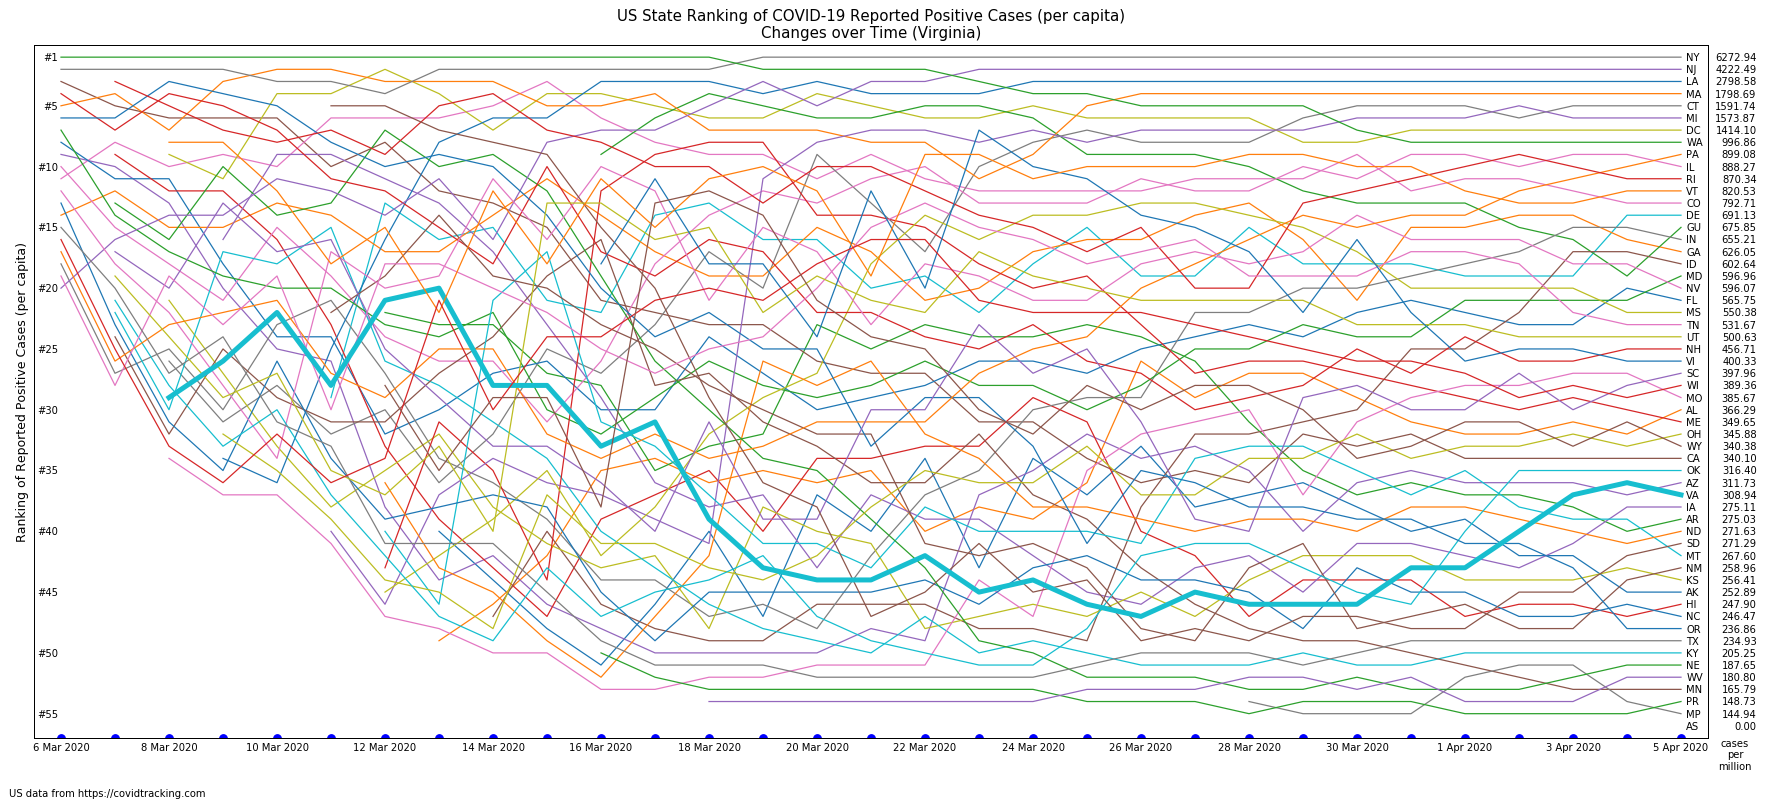 US State Ranking of COVID-19 Reported Positive Cases (per capita)
Changes over Time (Virginia)
Ranking of Reported Positive Cases (per capita)
#1
#5
#10
#15
#20
#25
#30
#35
#40
#45
#50
#55
NY 6272.94
NJ 4222.49
LA 2798.58
MA 1798.69
CT 1591.74
MI 1573.87
DC 1414.10
WA 996.86
PA 899.08
IL 888.27
RI 870.34
VT 820.53
CO 792.71
DE 691.13
GU 675.85
IN 655.21
GA 626.05
ID 602.64
MD 596.96
NV 596.07
FL 565.75
MS 550.38
TN 531.67
UT 500.63
NH 456.71
VI 400.33
SC 397.96
WI 389.36
MO 385.67
AL 366.29
ME 349.65
OH 345.88
WY 340.38
CA 340.10
OK 316.40
AZ 311.73
VA 308.94
IA 275.11
AR 275.03
ND 271.63
SD 271.29
MT 267.60
NM 258.96
KS 256.41
AK 252.89
HI 247.90
NC 246.47
OR 236.86
TX 234.93
KY 205.25
NE 187.65
WV 180.80
MN 165.79
PR 148.73
MP 144.94
AS 0.00
6 Mar 2020 8 Mar 2020 10 Mar 2020 12 Mar 2020 14 Mar 2020 16 Mar 2020 18 Mar 2020 20 Mar 2020 22 Mar 2020 24 Mar 2020 26 Mar 2020 28 Mar 2020 30 Mar 2020 1 Apr 2020 3 Apr 2020 5 Apr 2020
cases
per
million
US data from https://covidtracking.com